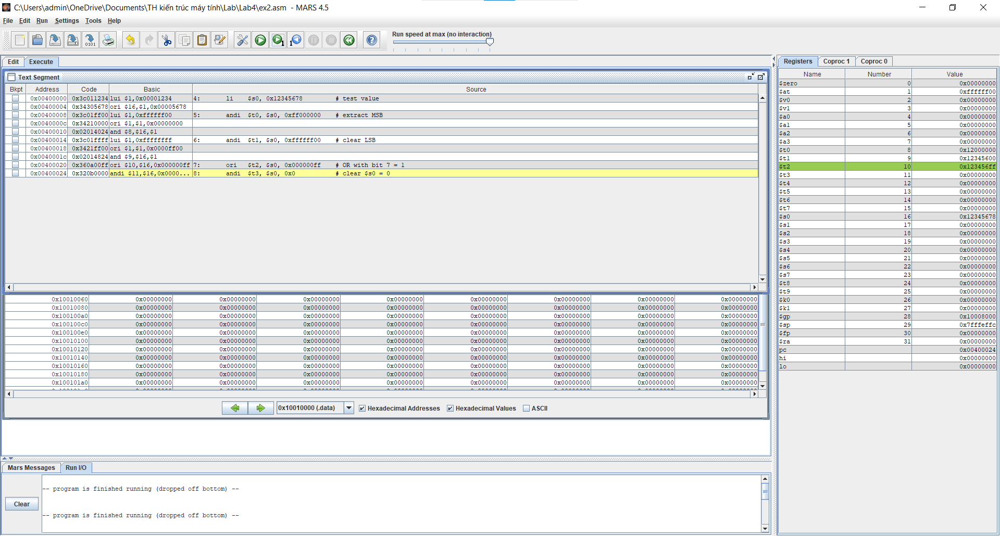 C:\Users\admin\OneDrive\Documents\TH kiến trúc máy tính\Lab\Lab4\ex2.asm - MARS 4.5
File Edit Run Settings Tools Help
Run speed at max (no interaction)
Edit Execute
Text Segment
Bkpt Address Code Basic Source
0x00400000 0x3c011234 lui $1,0x00001234 4: li $s0, 0x12345678 # test value
0x00400004 0x34305678 ori $16,$1,0x00005678
0x00400008 0x3c01ff00 lui $1,0xffffff00 5: andi $t0, $s0, 0xff000000 # extract MSB
0x0040000c 0x34210000 ori $1,$1,0x00000000
0x00400010 0x02014024 and $8,$16,$1
0x00400014 0x3c01ffff lui $1,0xffffffff 6: andi $t1, $s0, 0xffffff00 # clear LSB
0x00400018 0x3421ff00 ori $1,$1,0x0000ff00
0x0040001c 0x02014824 and $9,$16,$1
0x00400020 0x360a00ff ori $10,$16,0x000000ff 7: ori $t2, $s0, 0x000000ff # OR with bit 7 = 1
0x00400024 0x320b0000 andi $11,$16,0x0000... 8: andi $t3, $s0, 0x0 # clear $s0 = 0
0x10010060 0x00000000 0x00000000 0x00000000 0x00000000 0x00000000 0x00000000 0x00000000 0x00000000
0x10010080 0x00000000 0x00000000 0x00000000 0x00000000 0x00000000 0x00000000 0x00000000 0x00000000
0x100100a0 0x00000000 0x00000000 0x00000000 0x00000000 0x00000000 0x00000000 0x00000000 0x00000000
0x100100c0 0x00000000 0x00000000 0x00000000 0x00000000 0x00000000 0x00000000 0x00000000 0x00000000
0x100100e0 0x00000000 0x00000000 0x00000000 0x00000000 0x00000000 0x00000000 0x00000000 0x00000000
0x10010100 0x00000000 0x00000000 0x00000000 0x00000000 0x00000000 0x00000000 0x00000000 0x00000000
0x10010120 0x00000000 0x00000000 0x00000000 0x00000000 0x00000000 0x00000000 0x00000000 0x00000000
0x10010140 0x00000000 0x00000000 0x00000000 0x00000000 0x00000000 0x00000000 0x00000000 0x00000000
0x10010160 0x00000000 0x00000000 0x00000000 0x00000000 0x00000000 0x00000000 0x00000000 0x00000000
0x10010180 0x00000000 0x00000000 0x00000000 0x00000000 0x00000000 0x00000000 0x00000000 0x00000000
0x100101a0 0x00000000 0x00000000 0x00000000 0x00000000 0x00000000 0x00000000 0x00000000 0x00000000
0x10010000 (.data) Hexadecimal Addresses Hexadecimal Values ASCII
Mars Messages Run I/O
-- program is finished running (dropped off bottom) --
Clear
-- program is finished running (dropped off bottom) --
Registers Coproc 1 Coproc 0
Name Number Value
$zero 0 0x00000000
$at 1 0xffffff00
$v0 2 0x00000000
$v1 3 0x00000000
$a0 4 0x00000000
$a1 5 0x00000000
$a2 6 0x00000000
$a3 7 0x00000000
$t0 8 0x12000000
$t1 9 0x12345600
$t2 10 0x123456ff
$t3 11 0x00000000
$t4 12 0x00000000
$t5 13 0x00000000
$t6 14 0x00000000
$t7 15 0x00000000
$s0 16 0x12345678
$s1 17 0x00000000
$s2 18 0x00000000
$s3 19 0x00000000
$s4 20 0x00000000
$s5 21 0x00000000
$s6 22 0x00000000
$s7 23 0x00000000
$t8 24 0x00000000
$t9 25 0x00000000
$k0 26 0x00000000
$k1 27 0x00000000
$gp 28 0x10008000
$sp 29 0x7fffeffc
$fp 30 0x00000000
$ra 31 0x00000000
pc 0x00400024
hi 0x00000000
lo 0x00000000